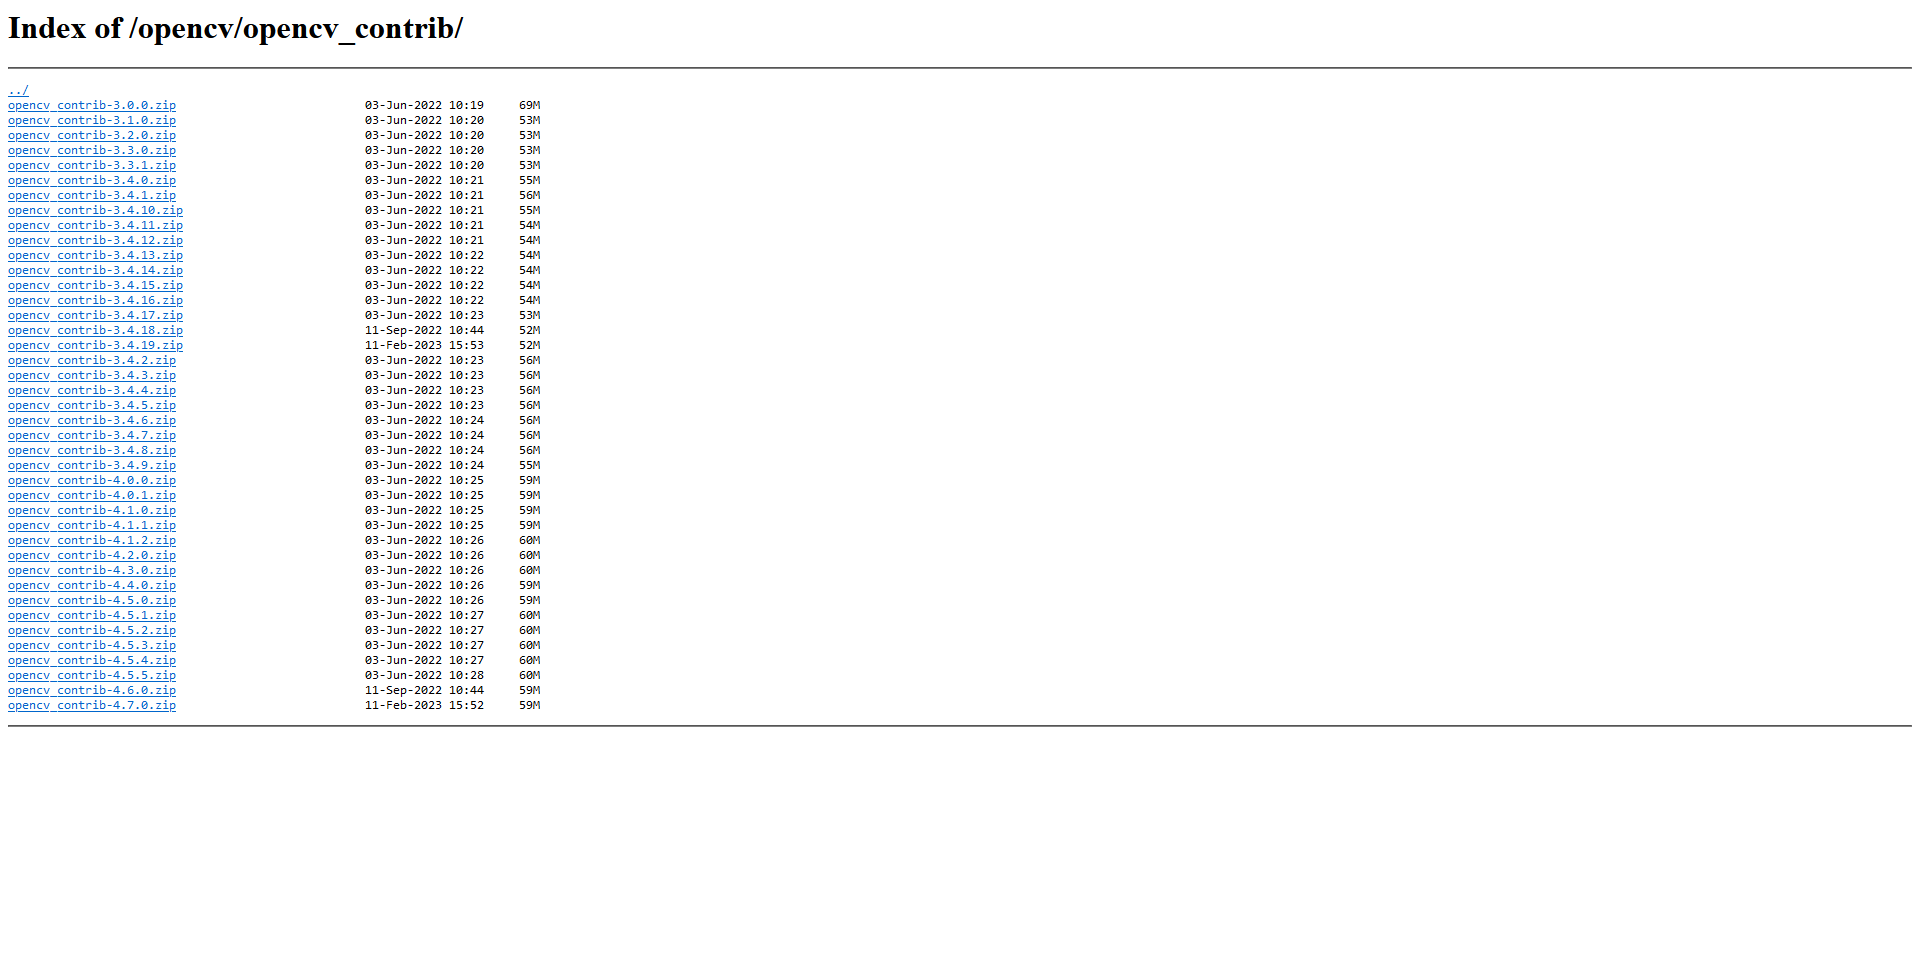 Index of /opencv/opencv_contrib/
../
opencv_contrib-3.0.0.zip 03-Jun-2022 10:19 69M
opencv_contrib-3.1.0.zip 03-Jun-2022 10:20 53M
opencv_contrib-3.2.0.zip 03-Jun-2022 10:20 53M
opencv_contrib-3.3.0.zip 03-Jun-2022 10:20 53M
opencv_contrib-3.3.1.zip 03-Jun-2022 10:20 53M
opencv_contrib-3.4.0.zip 03-Jun-2022 10:21 55M
opencv_contrib-3.4.1.zip 03-Jun-2022 10:21 56M
opencv_contrib-3.4.10.zip 03-Jun-2022 10:21 55M
opencv_contrib-3.4.11.zip 03-Jun-2022 10:21 54M
opencv_contrib-3.4.12.zip 03-Jun-2022 10:21 54M
opencv_contrib-3.4.13.zip 03-Jun-2022 10:22 54M
opencv_contrib-3.4.14.zip 03-Jun-2022 10:22 54M
opencv_contrib-3.4.15.zip 03-Jun-2022 10:22 54M
opencv_contrib-3.4.16.zip 03-Jun-2022 10:22 54M
opencv_contrib-3.4.17.zip 03-Jun-2022 10:23 53M
opencv_contrib-3.4.18.zip 11-Sep-2022 10:44 52M
opencv_contrib-3.4.19.zip 11-Feb-2023 15:53 52M
opencv_contrib-3.4.2.zip 03-Jun-2022 10:23 56M
opencv_contrib-3.4.3.zip 03-Jun-2022 10:23 56M
opencv_contrib-3.4.4.zip 03-Jun-2022 10:23 56M
opencv_contrib-3.4.5.zip 03-Jun-2022 10:23 56M
opencv_contrib-3.4.6.zip 03-Jun-2022 10:24 56M
opencv_contrib-3.4.7.zip 03-Jun-2022 10:24 56M
opencv_contrib-3.4.8.zip 03-Jun-2022 10:24 56M
opencv_contrib-3.4.9.zip 03-Jun-2022 10:24 55M
opencv_contrib-4.0.0.zip 03-Jun-2022 10:25 59M
opencv_contrib-4.0.1.zip 03-Jun-2022 10:25 59M
opencv_contrib-4.1.0.zip 03-Jun-2022 10:25 59M
opencv_contrib-4.1.1.zip 03-Jun-2022 10:25 59M
opencv_contrib-4.1.2.zip 03-Jun-2022 10:26 60M
opencv_contrib-4.2.0.zip 03-Jun-2022 10:26 60M
opencv_contrib-4.3.0.zip 03-Jun-2022 10:26 60M
opencv_contrib-4.4.0.zip 03-Jun-2022 10:26 59M
opencv_contrib-4.5.0.zip 03-Jun-2022 10:26 59M
opencv_contrib-4.5.1.zip 03-Jun-2022 10:27 60M
opencv_contrib-4.5.2.zip 03-Jun-2022 10:27 60M
opencv_contrib-4.5.3.zip 03-Jun-2022 10:27 60M
opencv_contrib-4.5.4.zip 03-Jun-2022 10:27 60M
opencv_contrib-4.5.5.zip 03-Jun-2022 10:28 60M
opencv_contrib-4.6.0.zip 11-Sep-2022 10:44 59M
opencv_contrib-4.7.0.zip 11-Feb-2023 15:52 59M